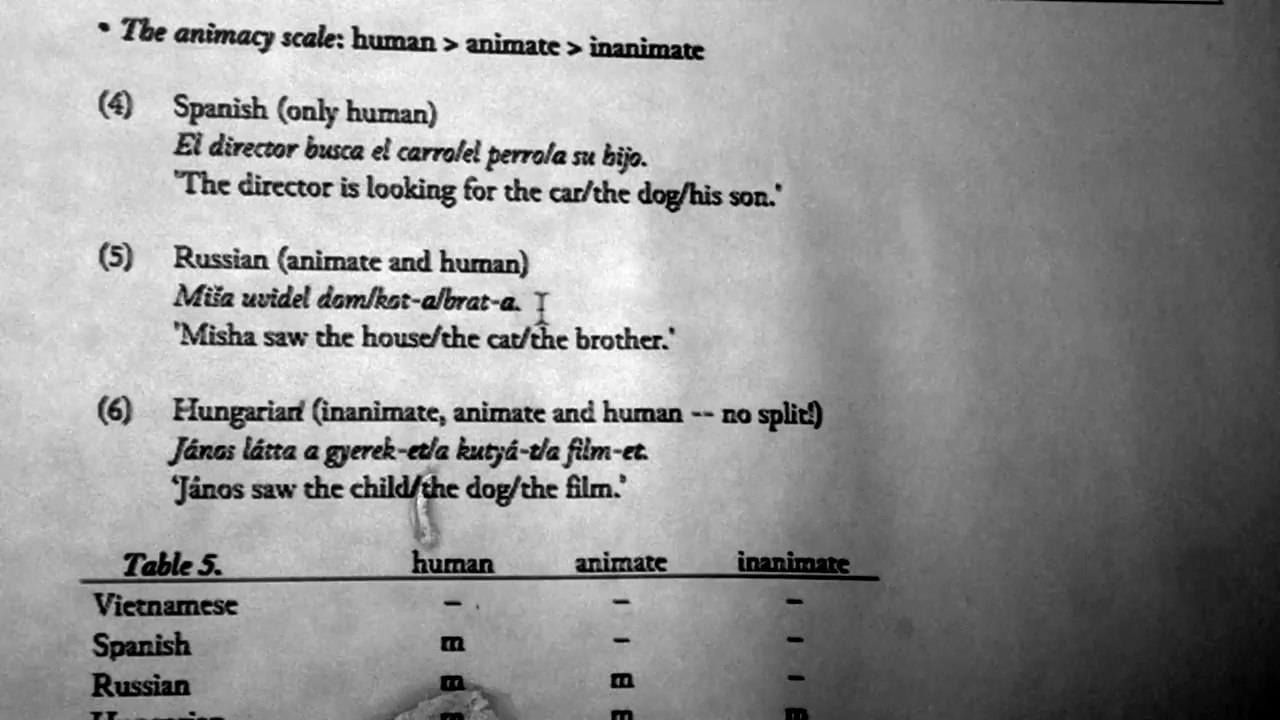 • The animacy scale: human > animate > inanimate
(4) Spanish (only human)
El director busca el carro/el perro/a su hijo.
'The director is looking for the car/the dog/his son.'
(5) Russian (animate and human)
Miša uvidel dom/kot-a/brat-a.
'Misha saw the house/the cat/the brother.'
(6) Hungarian (inanimate, animate and human -- no split!)
János látta a gyerek-et/a kutyá-t/a film-et.
'János saw the child/the dog/the film.'
Table 5. human animate inanimate
Vietnamese – – –
Spanish m – –
Russian m m –
Hungarian m m m